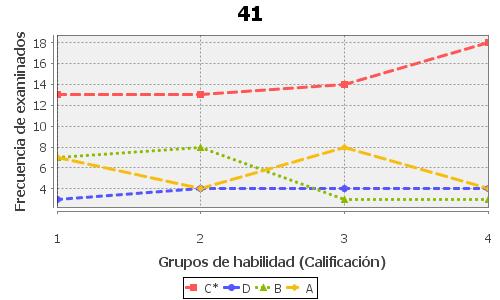 41
Frecuencia de examinados
18
16
14
12
10
8
6
4
1 2 3 4
Grupos de habilidad (Calificación)
C* D B A